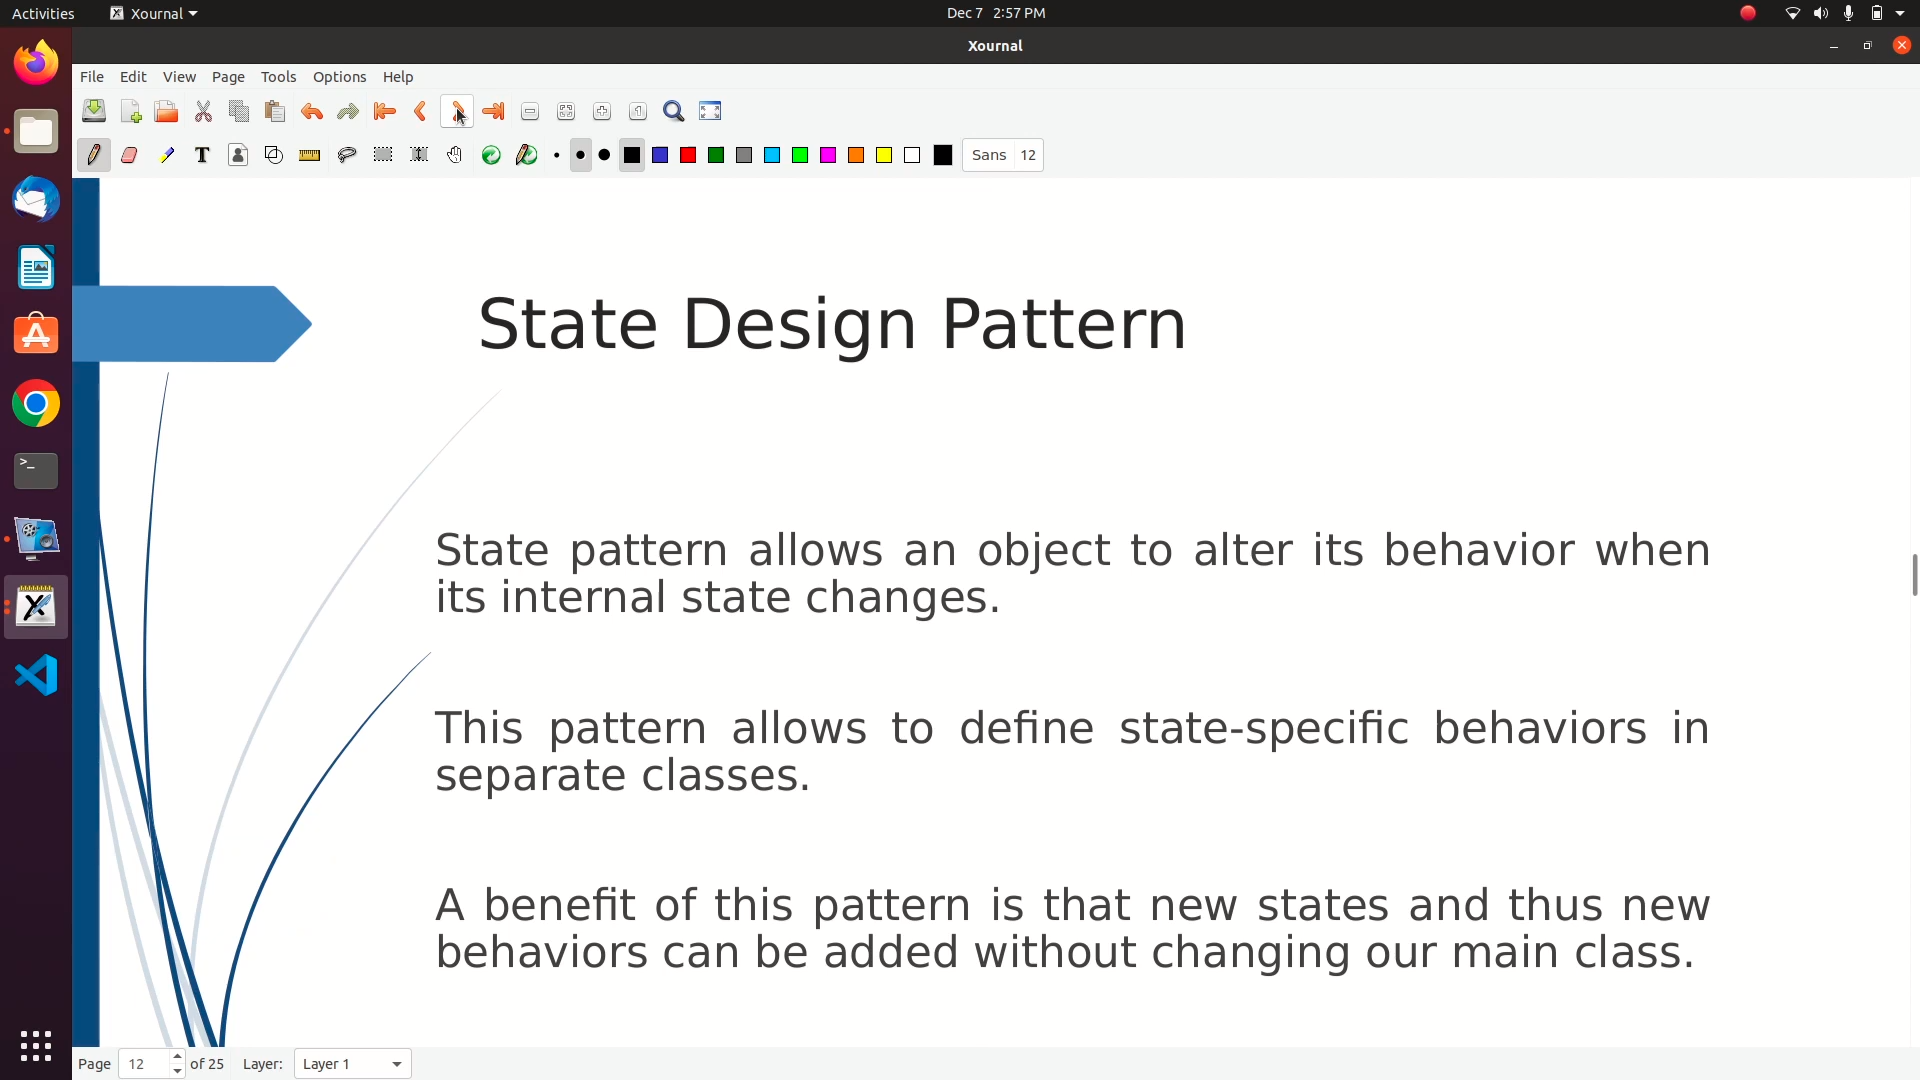 Activities Xournal Dec 7 2:57 PM
Xournal
File Edit View Page Tools Options Help
Sans 12
State Design Pattern
State pattern allows an object to alter its behavior when
its internal state changes.
This pattern allows to define state-specific behaviors in
separate classes.
A benefit of this pattern is that new states and thus new
behaviors can be added without changing our main class.
Page 12 of 25 Layer: Layer 1